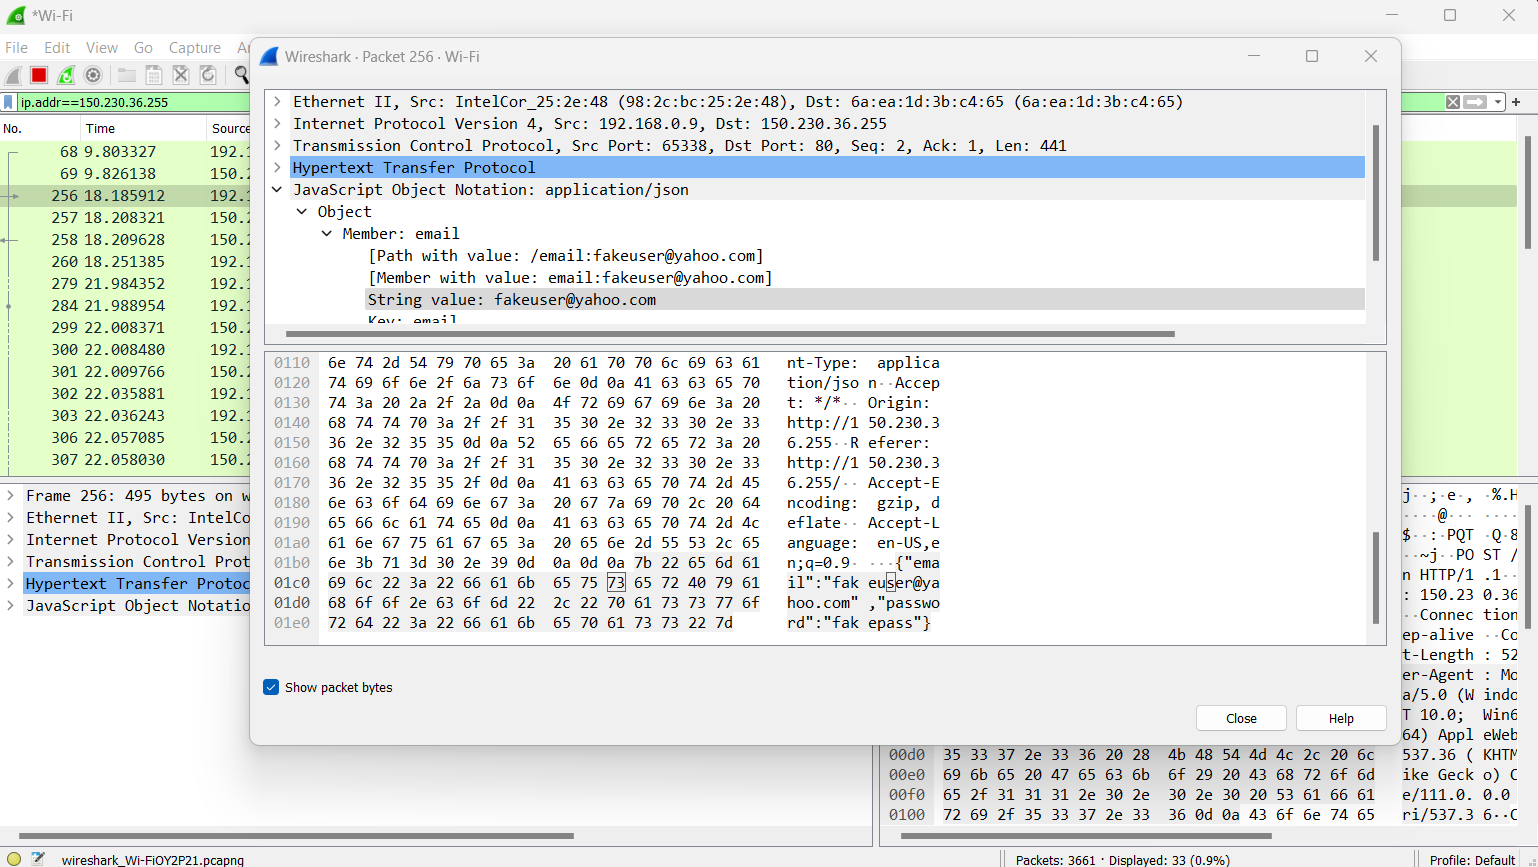 *Wi-Fi
File Edit View Go Capture
ip.addr==150.230.36.255
+
No. Time Source
68 9.803327 192.1
69 9.826138 150.2
256 18.185912 192.1
257 18.208321 150.2
258 18.209628 150.2
260 18.251385 192.1
279 21.984352 192.1
284 21.988954 192.1
299 22.008371 150.2
300 22.008480 192.1
301 22.009766 150.2
302 22.035881 192.1
303 22.036243 192.1
306 22.057085 150.2
307 22.058030 150.2
Frame 256: 495 bytes on w
Ethernet II, Src: IntelCo
Internet Protocol Version
Transmission Control Prot
Hypertext Transfer Protoc
JavaScript Object Notatio
Wireshark · Packet 256 · Wi-Fi
Ethernet II, Src: IntelCor_25:2e:48 (98:2c:bc:25:2e:48), Dst: 6a:ea:1d:3b:c4:65 (6a:ea:1d:3b:c4:65)
Internet Protocol Version 4, Src: 192.168.0.9, Dst: 150.230.36.255
Transmission Control Protocol, Src Port: 65338, Dst Port: 80, Seq: 2, Ack: 1, Len: 441
Hypertext Transfer Protocol
JavaScript Object Notation: application/json
Object
Member: email
[Path with value: /email:fakeuser@yahoo.com]
[Member with value: email:fakeuser@yahoo.com]
String value: fakeuser@yahoo.com
Key: email
0110 6e 74 2d 54 79 70 65 3a 20 61 70 70 6c 69 63 61 nt-Type: applica
0120 74 69 6f 6e 2f 6a 73 6f 6e 0d 0a 41 63 63 65 70 tion/jso n··Accep
0130 74 3a 20 2a 2f 2a 0d 0a 4f 72 69 67 69 6e 3a 20 t: */*·· Origin:
0140 68 74 74 70 3a 2f 2f 31 35 30 2e 32 33 30 2e 33 http://1 50.230.3
0150 36 2e 32 35 35 0d 0a 52 65 66 65 72 65 72 3a 20 6.255··R eferer:
0160 68 74 74 70 3a 2f 2f 31 35 30 2e 32 33 30 2e 33 http://1 50.230.3
0170 36 2e 32 35 35 2f 0d 0a 41 63 63 65 70 74 2d 45 6.255/·· Accept-E
0180 6e 63 6f 64 69 6e 67 3a 20 67 7a 69 70 2c 20 64 ncoding: gzip, d
0190 65 66 6c 61 74 65 0d 0a 41 63 63 65 70 74 2d 4c eflate·· Accept-L
01a0 61 6e 67 75 61 67 65 3a 20 65 6e 2d 55 53 2c 65 anguage: en-US,e
01b0 6e 3b 71 3d 30 2e 39 0d 0a 0d 0a 7b 22 65 6d 61 n;q=0.9· ···{"ema
01c0 69 6c 22 3a 22 66 61 6b 65 75 73 65 72 40 79 61 il":"fak euser@ya
01d0 68 6f 6f 2e 63 6f 6d 22 2c 22 70 61 73 73 77 6f hoo.com" ,"passwo
01e0 72 64 22 3a 22 66 61 6b 65 70 61 73 73 22 7d rd":"fak epass"}
Show packet bytes
Close Help
j··;·e·, ·%.H
····@··· ····
$··:·PQT ·Q·8
··~j··PO ST /
n HTTP/1 .1··
: 150.23 0.36
··Connec tion
ep-alive ··Co
t-Length : 52
er-Agent : Mo
a/5.0 (W indo
T 10.0; Win6
64) Appl eWeb
00d0 35 33 37 2e 33 36 20 28 4b 48 54 4d 4c 2c 20 6c 537.36 ( KHTM
00e0 69 6b 65 20 47 65 63 6b 6f 29 20 43 68 72 6f 6d ike Geck o) C
00f0 65 2f 31 31 31 2e 30 2e 30 2e 30 20 53 61 66 61 e/111.0. 0.0
0100 72 69 2f 35 33 37 2e 33 36 0d 0a 43 6f 6e 74 65 ri/537.3 6··C
wireshark_Wi-FiOY2P21.pcapng
Packets: 3661 · Displayed: 33 (0.9%)
Profile: Default